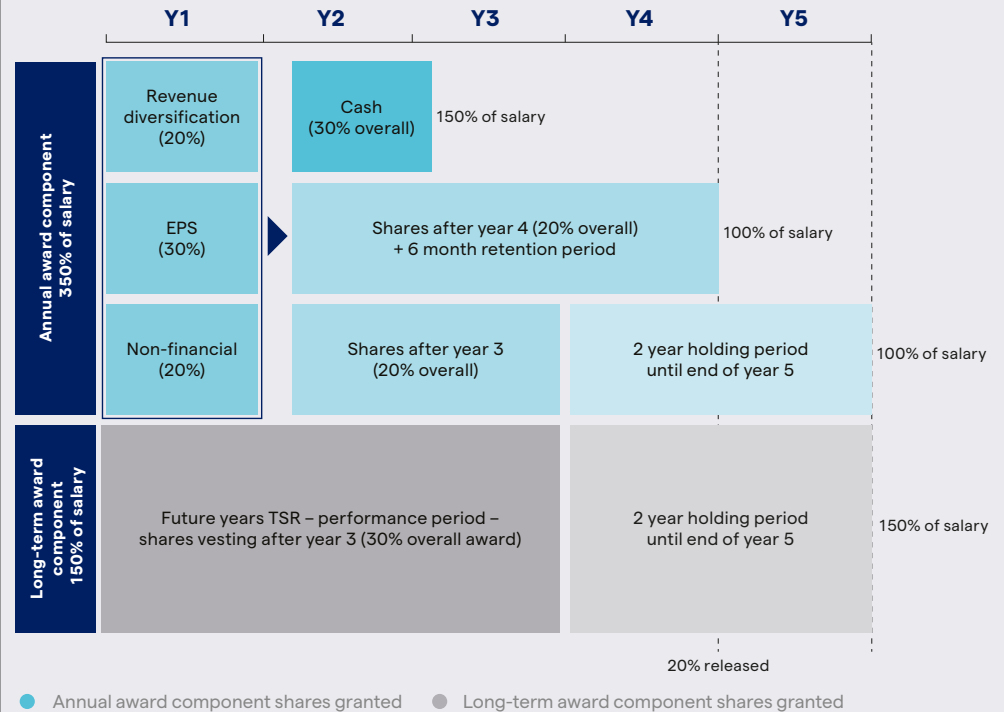 Y1
Y2
Y3
Y4
Y5
Annual award component
350% of salary
Revenue
diversification
(20%)
Cash
(30% overall)
150% of salary
EPS
(30%)
Shares after year 4 (20% overall)
+ 6 month retention period
100% of salary
Non-financial
(20%)
Shares after year 3
(20% overall)
2 year holding period
until end of year 5
100% of salary
Long-term award
component
150% of salary
Future years TSR – performance period –
shares vesting after year 3 (30% overall award)
2 year holding period
until end of year 5
150% of salary
20% released
Annual award component shares granted
Long-term award component shares granted